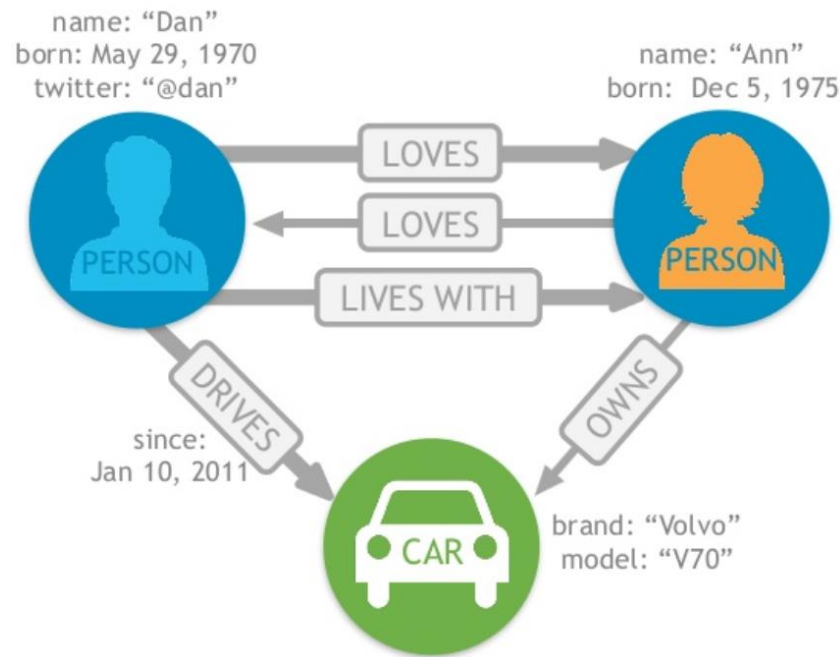 name: “Dan”
born: May 29, 1970
twitter: “@dan”
name: “Ann”
born: Dec 5, 1975
LOVES
LOVES
PERSON
PERSON
LIVES WITH
DRIVES
OWNS
since:
Jan 10, 2011
CAR
brand: “Volvo”
model: “V70”